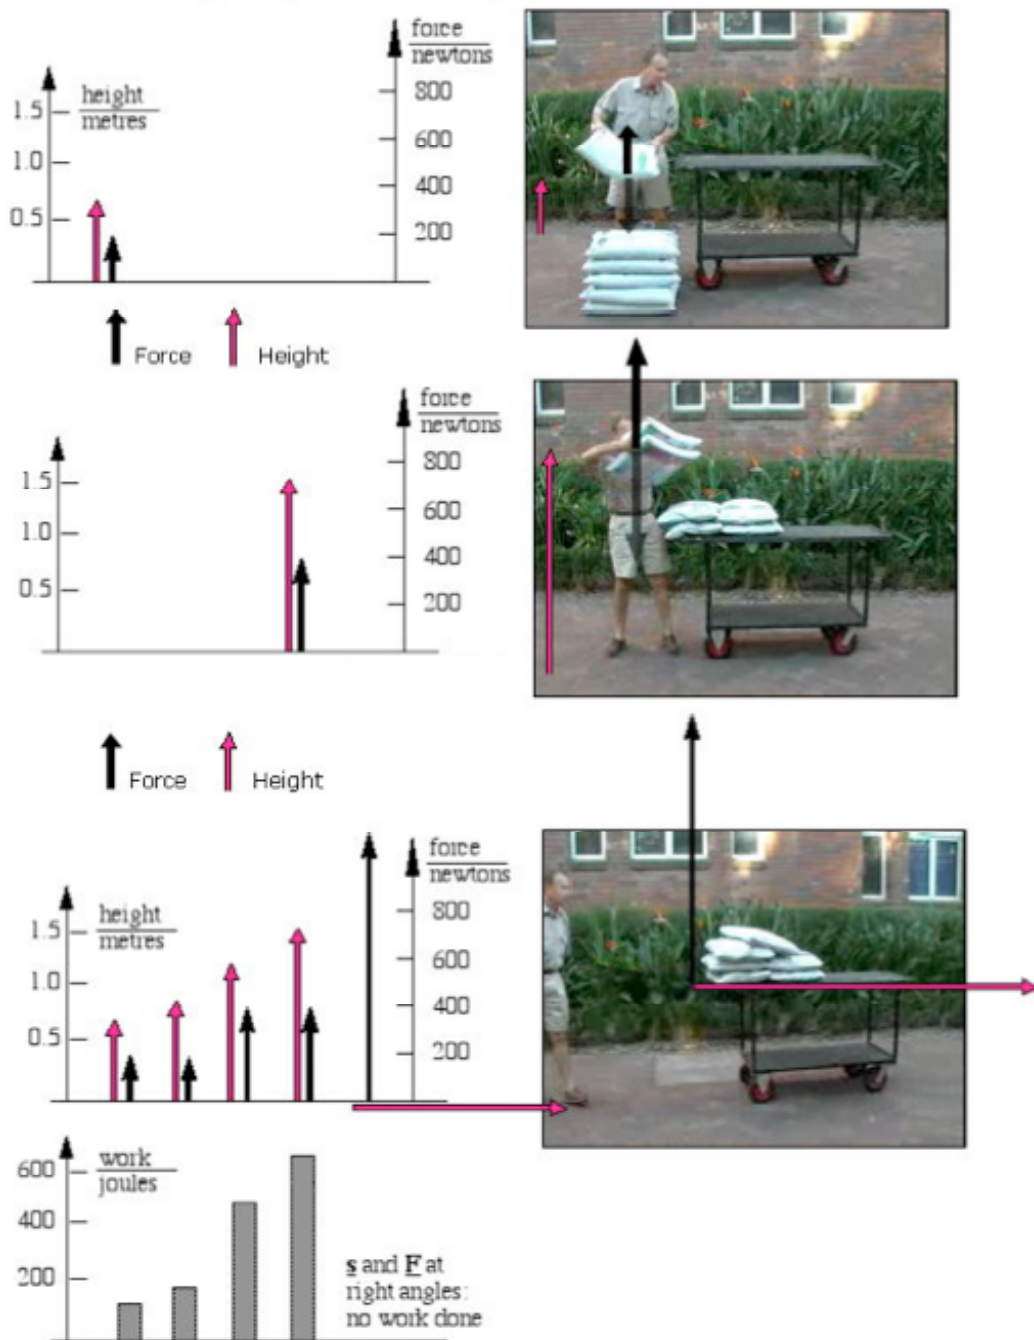 force
newtons
height
metres
1.5
1.0
0.5
800
600
400
200
Force Height
force
newtons
1.5
1.0
0.5
800
600
400
200
Force Height
force
newtons
height
metres
1.5
1.0
0.5
800
600
400
200
work
joules
600
400
200
s and F at
right angles:
no work done